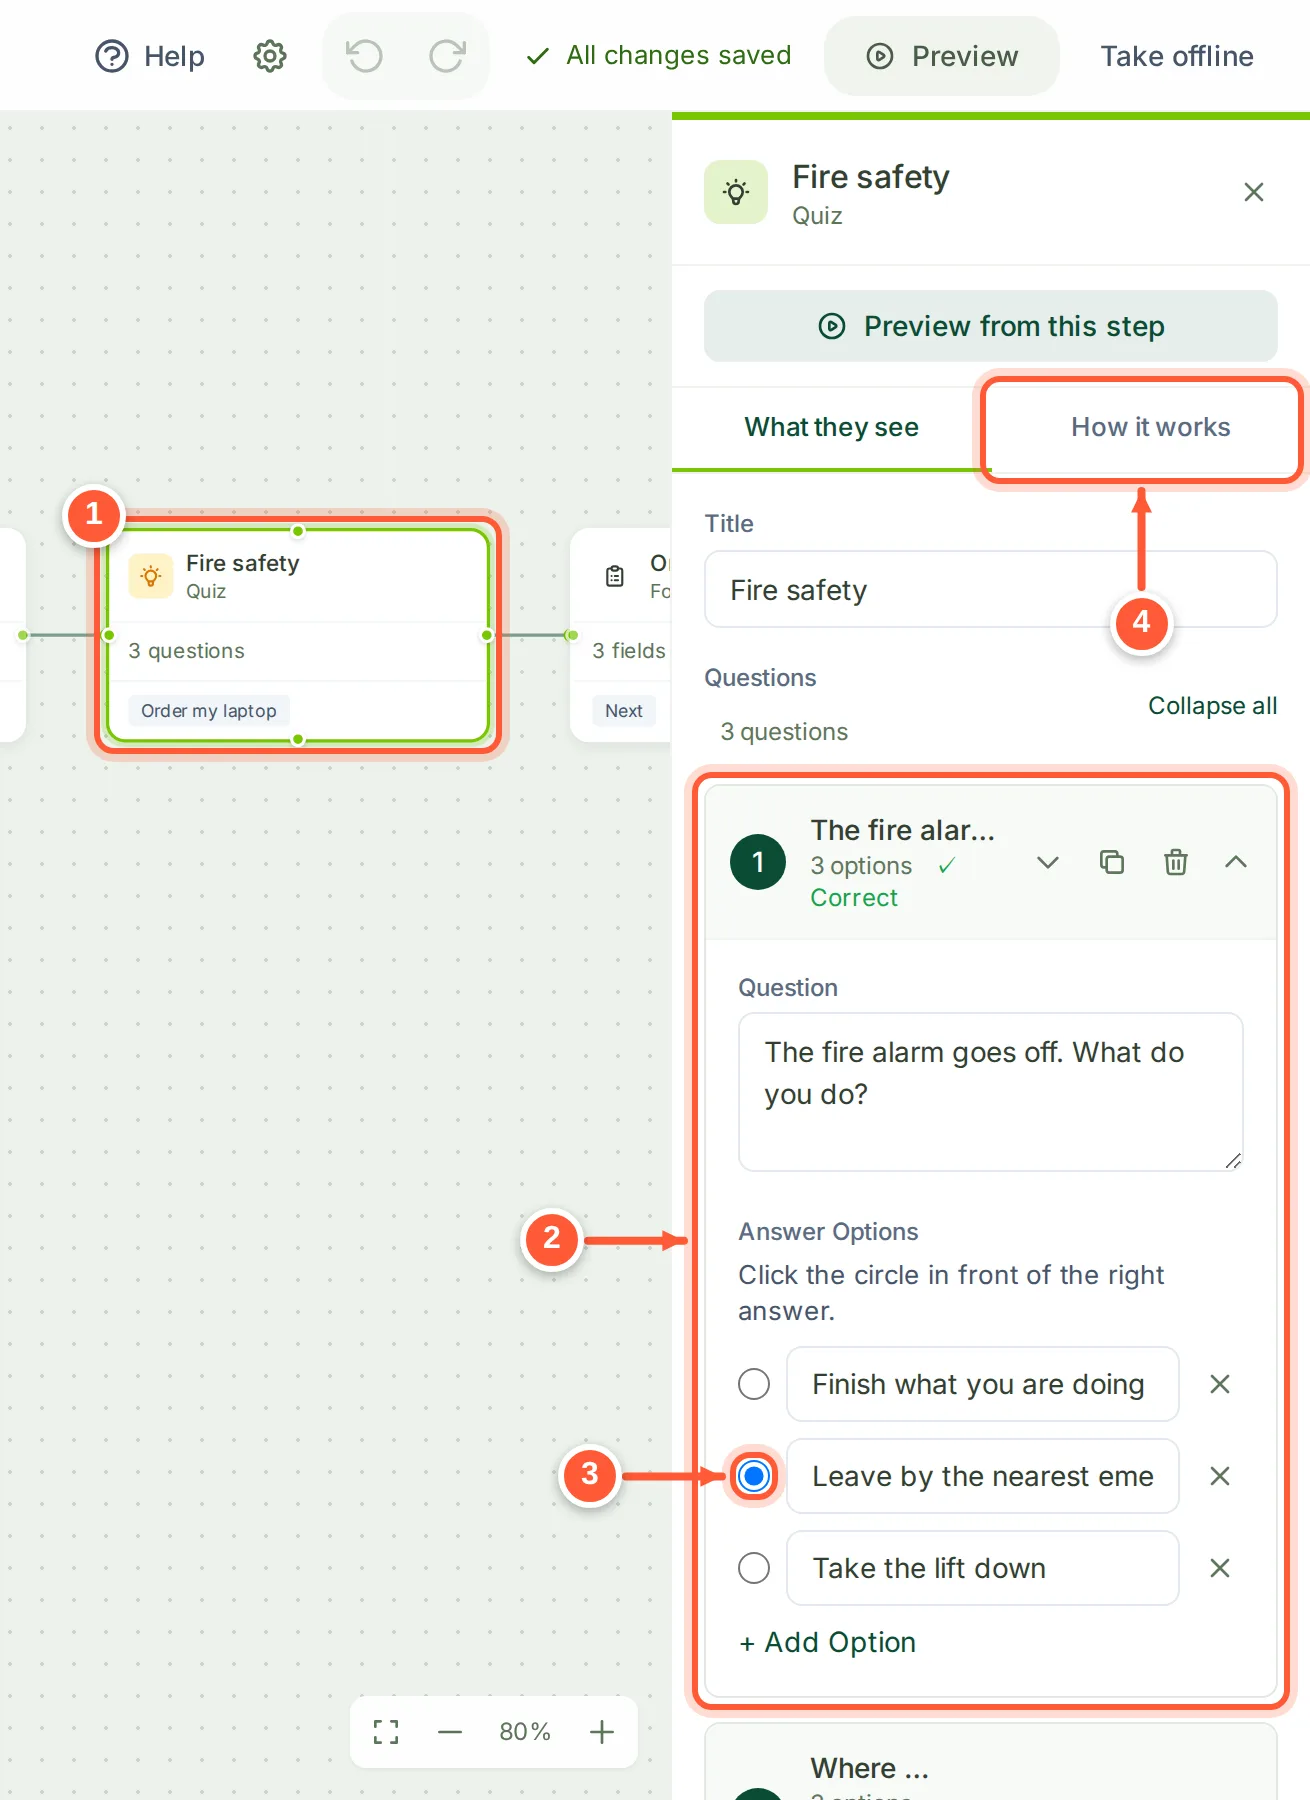 Help
All changes saved
Preview
Take offline
Fire safety
Quiz
Preview from this step
What they see
How it works
Title
Fire safety
4
Questions
3 questions
Collapse all
1
Fire safety
Quiz
3 questions
Order my laptop
3 fields
Next
1
The fire alar...
3 options ✓
Correct
Question
The fire alarm goes off. What do
you do?
2
Answer Options
Click the circle in front of the right
answer.
Finish what you are doing
3
Leave by the nearest eme
Take the lift down
+ Add Option
80%
Where ...